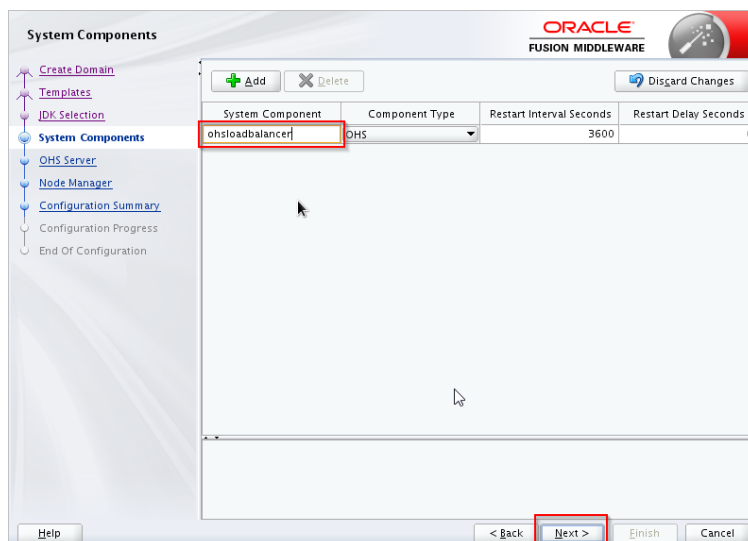 System Components
ORACLE
FUSION MIDDLEWARE
Create Domain
Templates
JDK Selection
System Components
OHS Server
Node Manager
Configuration Summary
Configuration Progress
End Of Configuration
Add
Delete
Discard Changes
System Component Component Type Restart Interval Seconds Restart Delay Seconds
ohsloadbalancer OHS 3600
Help
< Back
Next >
Finish
Cancel